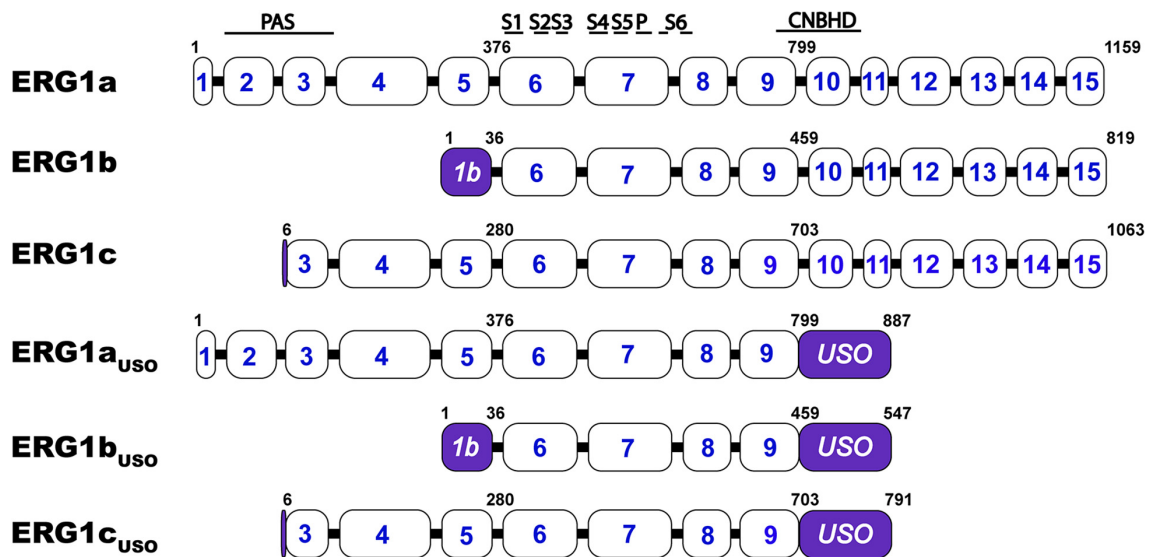 PAS S1 S2 S3 S4 S5 P S6 CNBHD
1 376 799 1159
ERG1a 1 2 3 4 5 6 7 8 9 10 11 12 13 14 15
1 36 459 819
ERG1b 1b 6 7 8 9 10 11 12 13 14 15
6 280 703 1063
ERG1c 3 4 5 6 7 8 9 10 11 12 13 14 15
1 376 799 887
ERG1aUSO 1 2 3 4 5 6 7 8 9 USO
1 36 459 547
ERG1bUSO 1b 6 7 8 9 USO
6 280 703 791
ERG1cUSO 3 4 5 6 7 8 9 USO